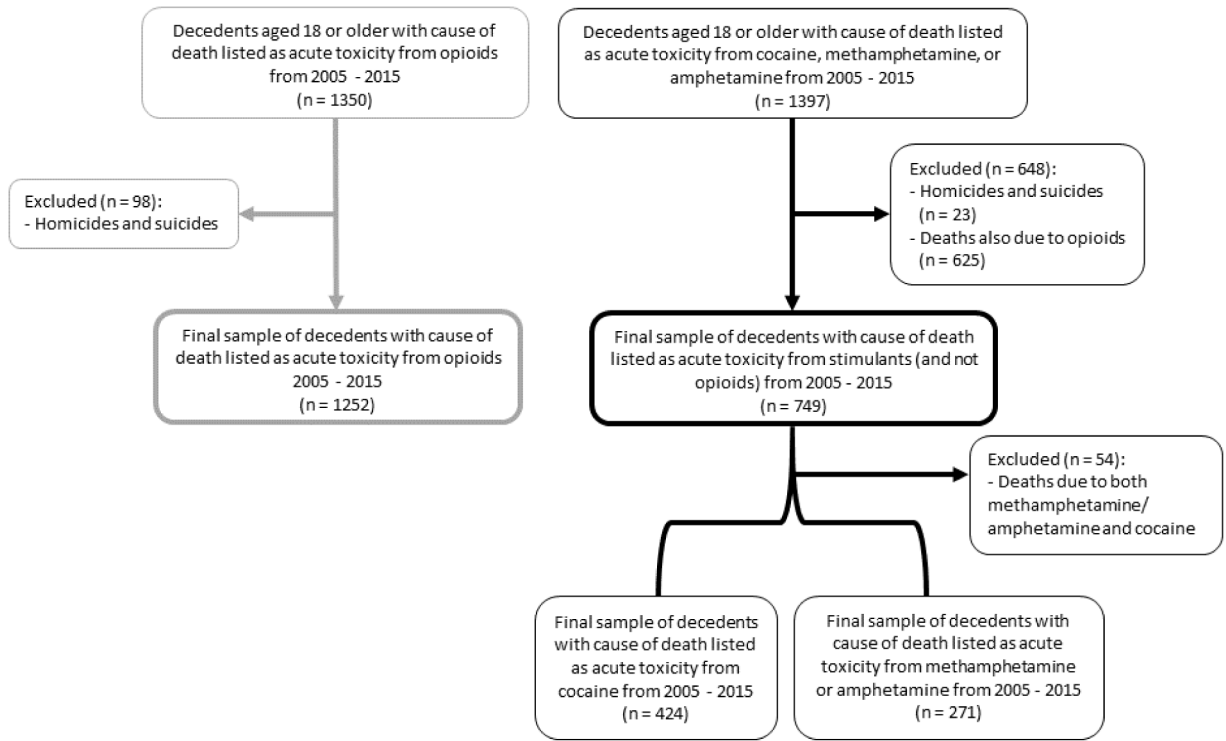 Decedents aged 18 or older with cause of
death listed as acute toxicity from opioids
from 2005 - 2015
(n = 1350)
Decedents aged 18 or older with cause of death listed
as acute toxicity from cocaine, methamphetamine, or
amphetamine from 2005 - 2015
(n = 1397)
Excluded (n = 98):
- Homicides and suicides
Excluded (n = 648):
- Homicides and suicides
(n = 23)
- Deaths also due to opioids
(n = 625)
Final sample of decedents with cause of
death listed as acute toxicity from opioids
2005 - 2015
(n = 1252)
Final sample of decedents with cause of death
listed as acute toxicity from stimulants (and not
opioids) from 2005 - 2015
(n = 749)
Excluded (n = 54):
- Deaths due to both
methamphetamine/
amphetamine and cocaine
Final sample of decedents
with cause of death listed
as acute toxicity from
cocaine from 2005 - 2015
(n = 424)
Final sample of decedents with
cause of death listed as acute
toxicity from methamphetamine
or amphetamine from 2005 - 2015
(n = 271)